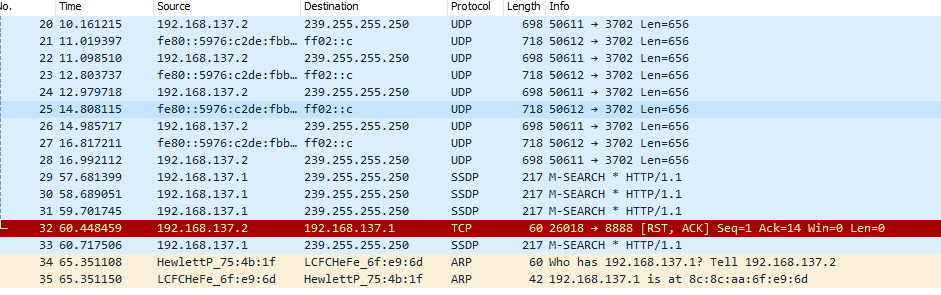 No. Time Source Destination Protocol Length Info
20 10.161215 192.168.137.2 239.255.255.250 UDP 698 50611 → 3702 Len=656
21 11.019397 fe80::5976:c2de:fbb… ff02::c UDP 718 50612 → 3702 Len=656
22 11.098510 192.168.137.2 239.255.255.250 UDP 698 50611 → 3702 Len=656
23 12.803737 fe80::5976:c2de:fbb… ff02::c UDP 718 50612 → 3702 Len=656
24 12.979718 192.168.137.2 239.255.255.250 UDP 698 50611 → 3702 Len=656
25 14.808115 fe80::5976:c2de:fbb… ff02::c UDP 718 50612 → 3702 Len=656
26 14.985717 192.168.137.2 239.255.255.250 UDP 698 50611 → 3702 Len=656
27 16.817211 fe80::5976:c2de:fbb… ff02::c UDP 718 50612 → 3702 Len=656
28 16.992112 192.168.137.2 239.255.255.250 UDP 698 50611 → 3702 Len=656
29 57.681399 192.168.137.1 239.255.255.250 SSDP 217 M-SEARCH * HTTP/1.1
30 58.689051 192.168.137.1 239.255.255.250 SSDP 217 M-SEARCH * HTTP/1.1
31 59.701745 192.168.137.1 239.255.255.250 SSDP 217 M-SEARCH * HTTP/1.1
32 60.448459 192.168.137.2 192.168.137.1 TCP 60 26018 → 8888 [RST, ACK] Seq=1 Ack=14 Win=0 Len=0
33 60.717506 192.168.137.1 239.255.255.250 SSDP 217 M-SEARCH * HTTP/1.1
34 65.351108 HewlettP_75:4b:1f LCFCHeFe_6f:e9:6d ARP 60 Who has 192.168.137.1? Tell 192.168.137.2
35 65.351150 LCFCHeFe_6f:e9:6d HewlettP_75:4b:1f ARP 42 192.168.137.1 is at 8c:8c:aa:6f:e9:6d